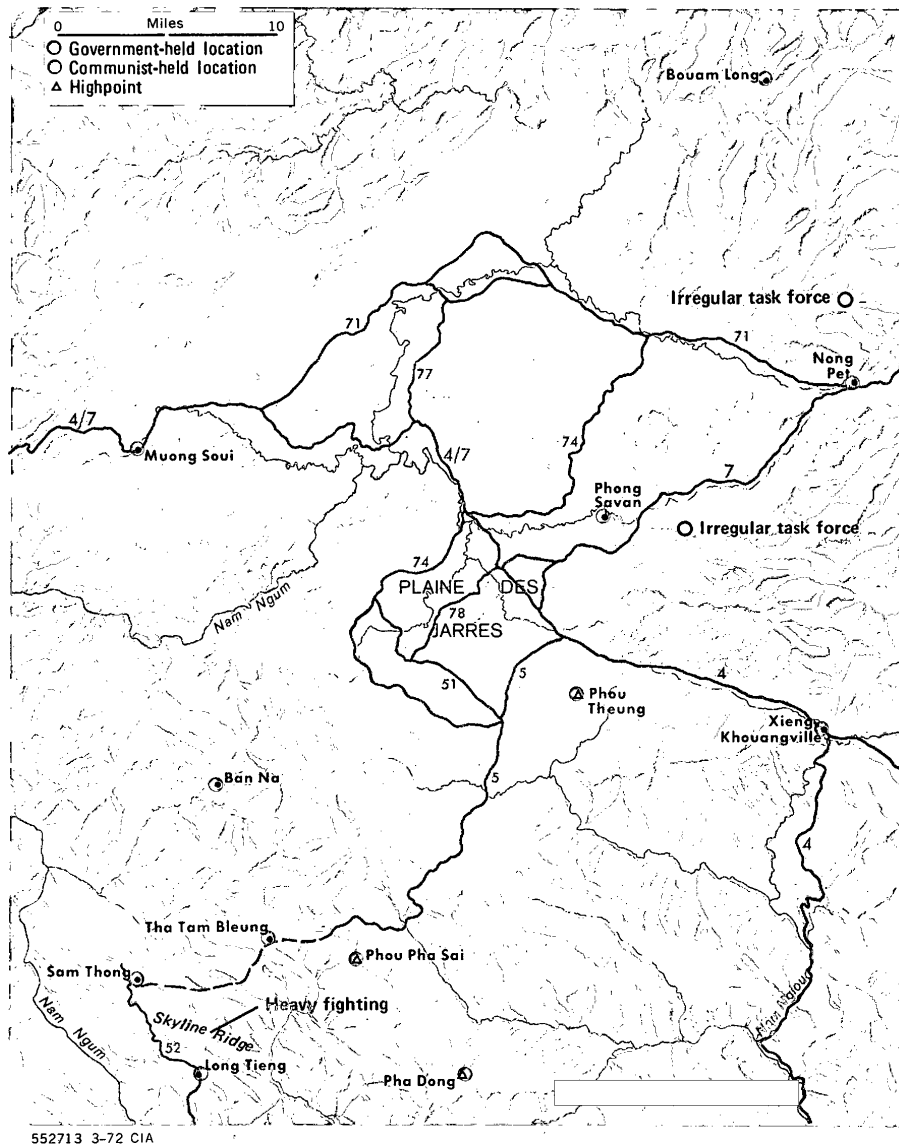 0 Miles 10
Government-held location
Communist-held location
Highpoint
Bouam Long
Irregular task force
71
71
Nong
Pet
77
4/7
Muong Soui
4/7
74
7
Phong
Savan
Irregular task force
74
PLAINE DES
Nam Ngum
78
JARRES
51
5
4
Phou
Theung
Xieng
Khouangville
5
Ban Na
4
Tha Tam Bleung
Phou Pha Sai
Sam Thong
Heavy fighting
Skyline Ridge
Nam Ngum
52
Long Tieng
Pha Dong
552713 3-72 CIA